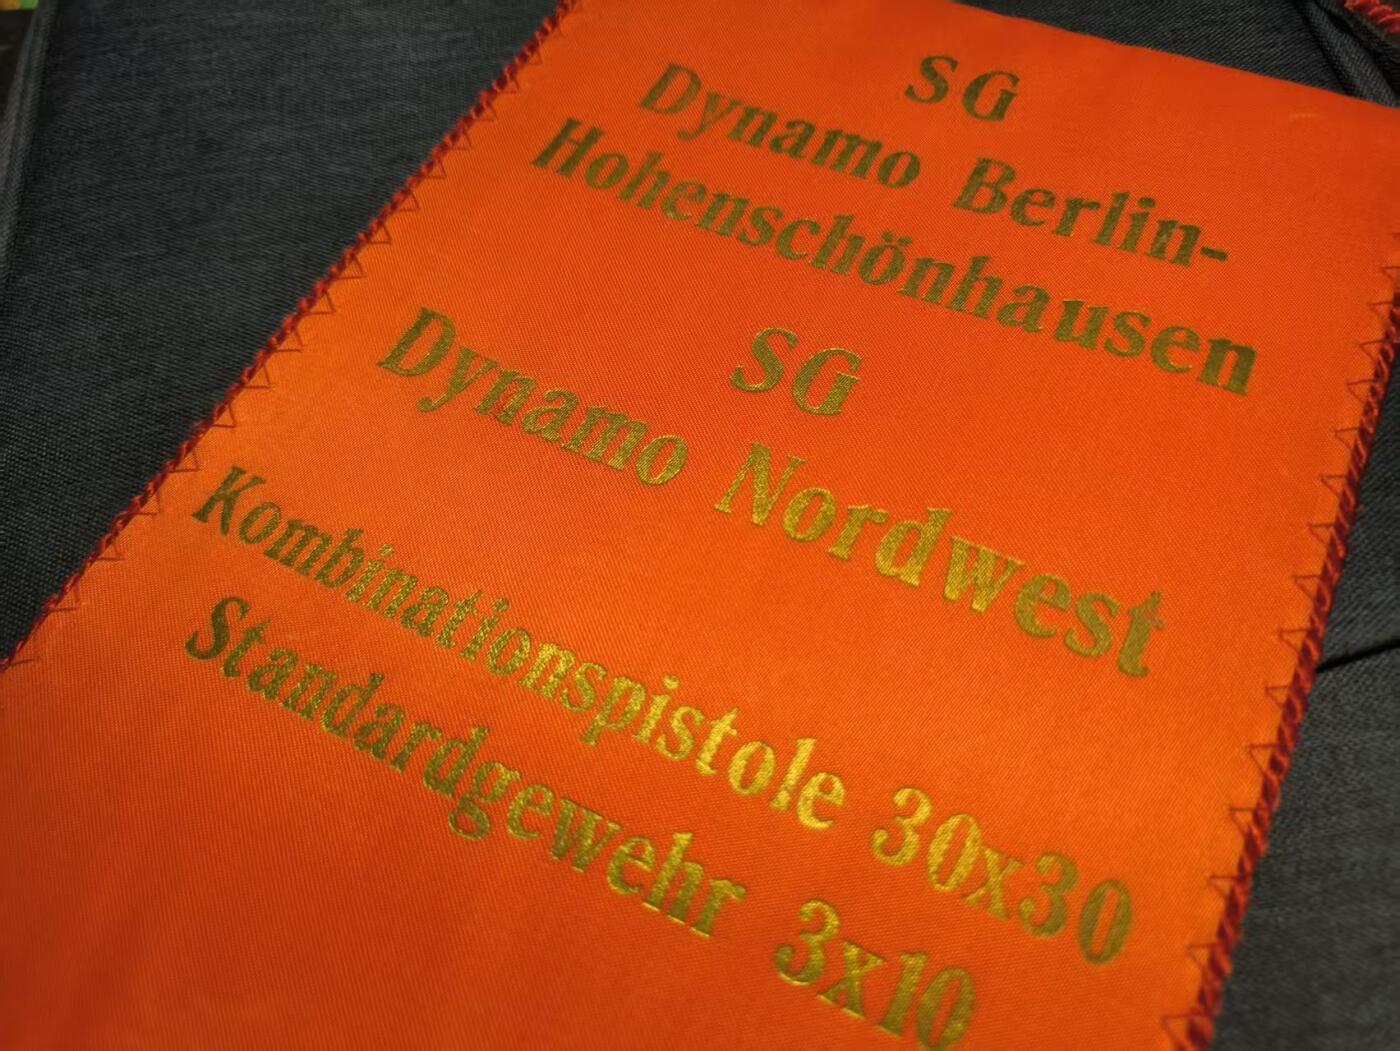 SG
Dynamo Berlin-
Hohenschönhausen
SG
Dynamo Nordwest
Kombinationspistole 30x30
Standardgewehr 3x10